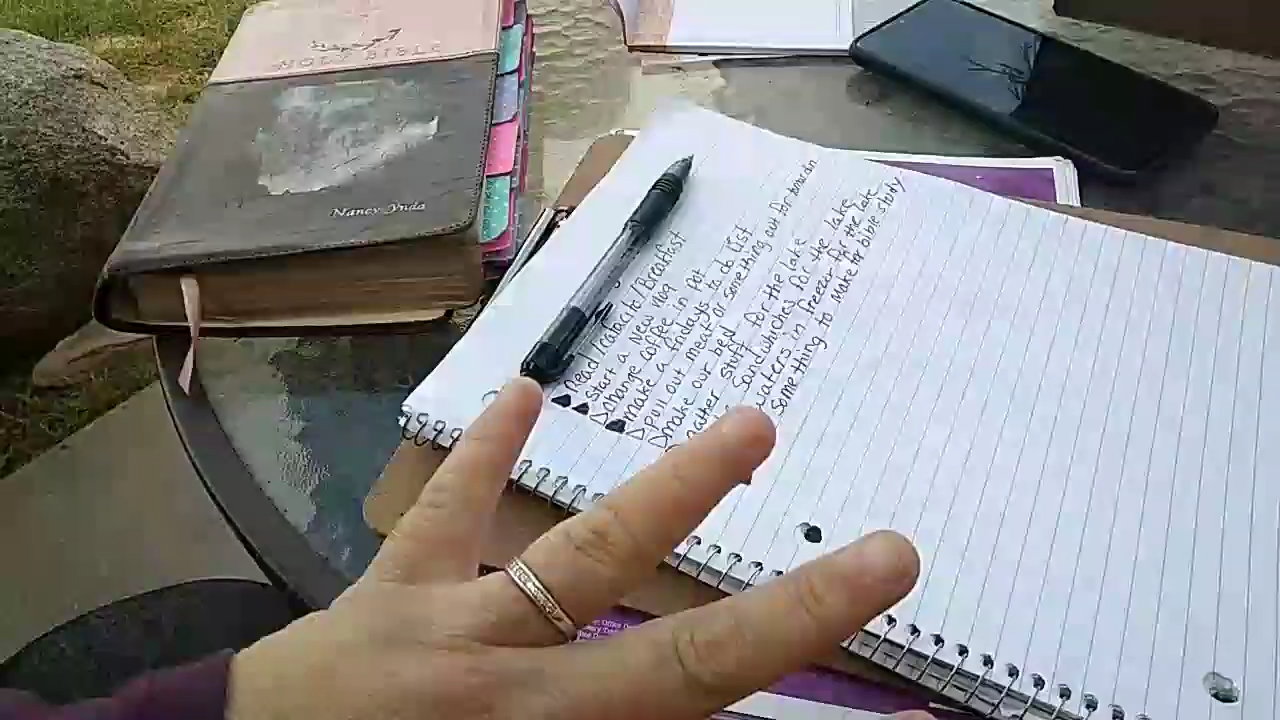 HOLY BIBLE
Nancy Ynda
Read/Kalacito/Breakfast
start a new vlog
change coffee in pot
make a fridays to do list
pull out meat or something out for
make our bed
gather stuff for the lake
Sandwiches for the lake
waters in freezer for the lake
something to make for bible study